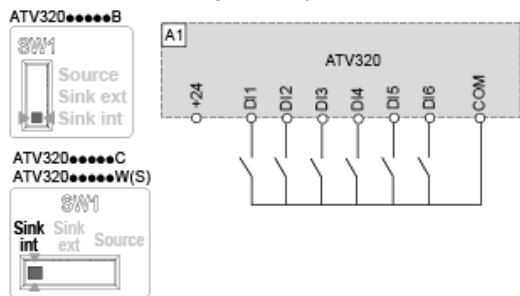 ATV320●●●●●B
SW1
Source
Sink ext
Sink int
ATV320●●●●●C
ATV320●●●●●W(S)
SW1
Sink int
Sink ext
Source
A1
ATV320
+24
DI1
DI2
DI3
DI4
DI5
DI6
COM